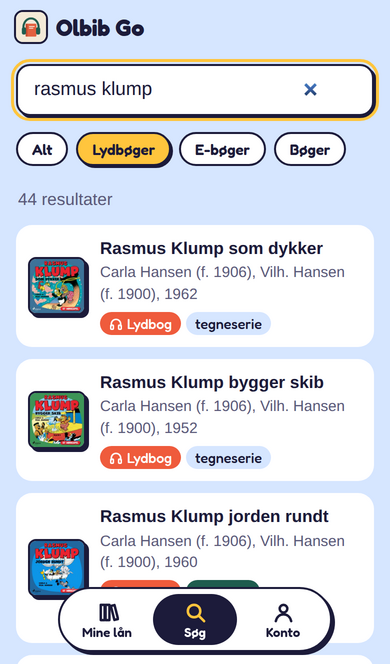 Olbib Go
rasmus klump
Alt
Lydbøger
E-bøger
Bøger
44 resultater
Rasmus Klump som dykker
Carla Hansen (f. 1906), Vilh. Hansen
(f. 1900), 1962
Lydbog
tegneserie
Rasmus Klump bygger skib
Carla Hansen (f. 1906), Vilh. Hansen
(f. 1900), 1952
Lydbog
tegneserie
Rasmus Klump jorden rundt
Carla Hansen (f. 1906), Vilh. Hansen
(f. 1900), 1960
Mine lån
Søg
Konto